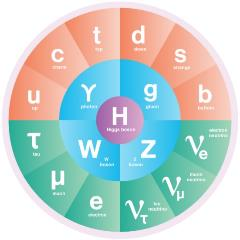 t
top
d
down
c
charm
s
strange
u
up
b
bottom
γ
photon
g
gluon
H
Higgs boson
W
W
boson
Z
Z
boson
τ
tau
νe
electron
neutrino
μ
muon
νμ
muon
neutrino
e
electron
ντ
tau
neutrino